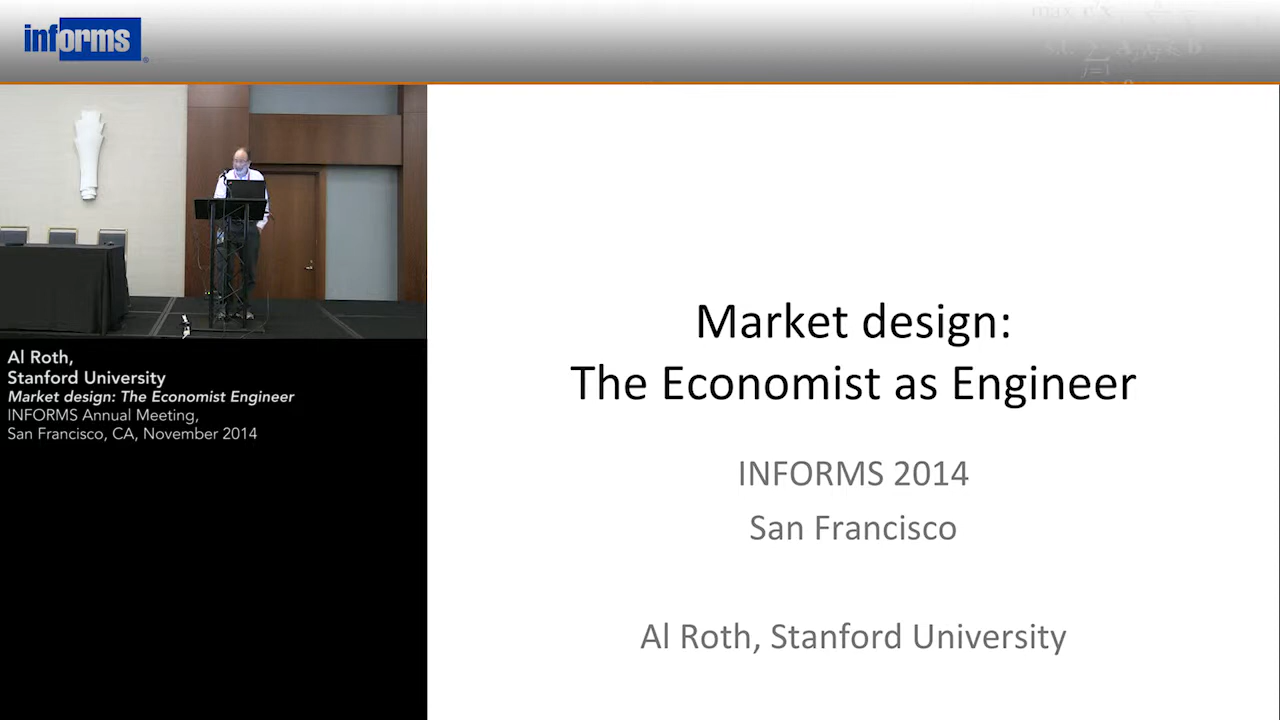 informs
Al Roth,
Stanford University
Market design: The Economist Engineer
INFORMS Annual Meeting,
San Francisco, CA, November 2014
Market design:
The Economist as Engineer
INFORMS 2014
San Francisco
Al Roth, Stanford University